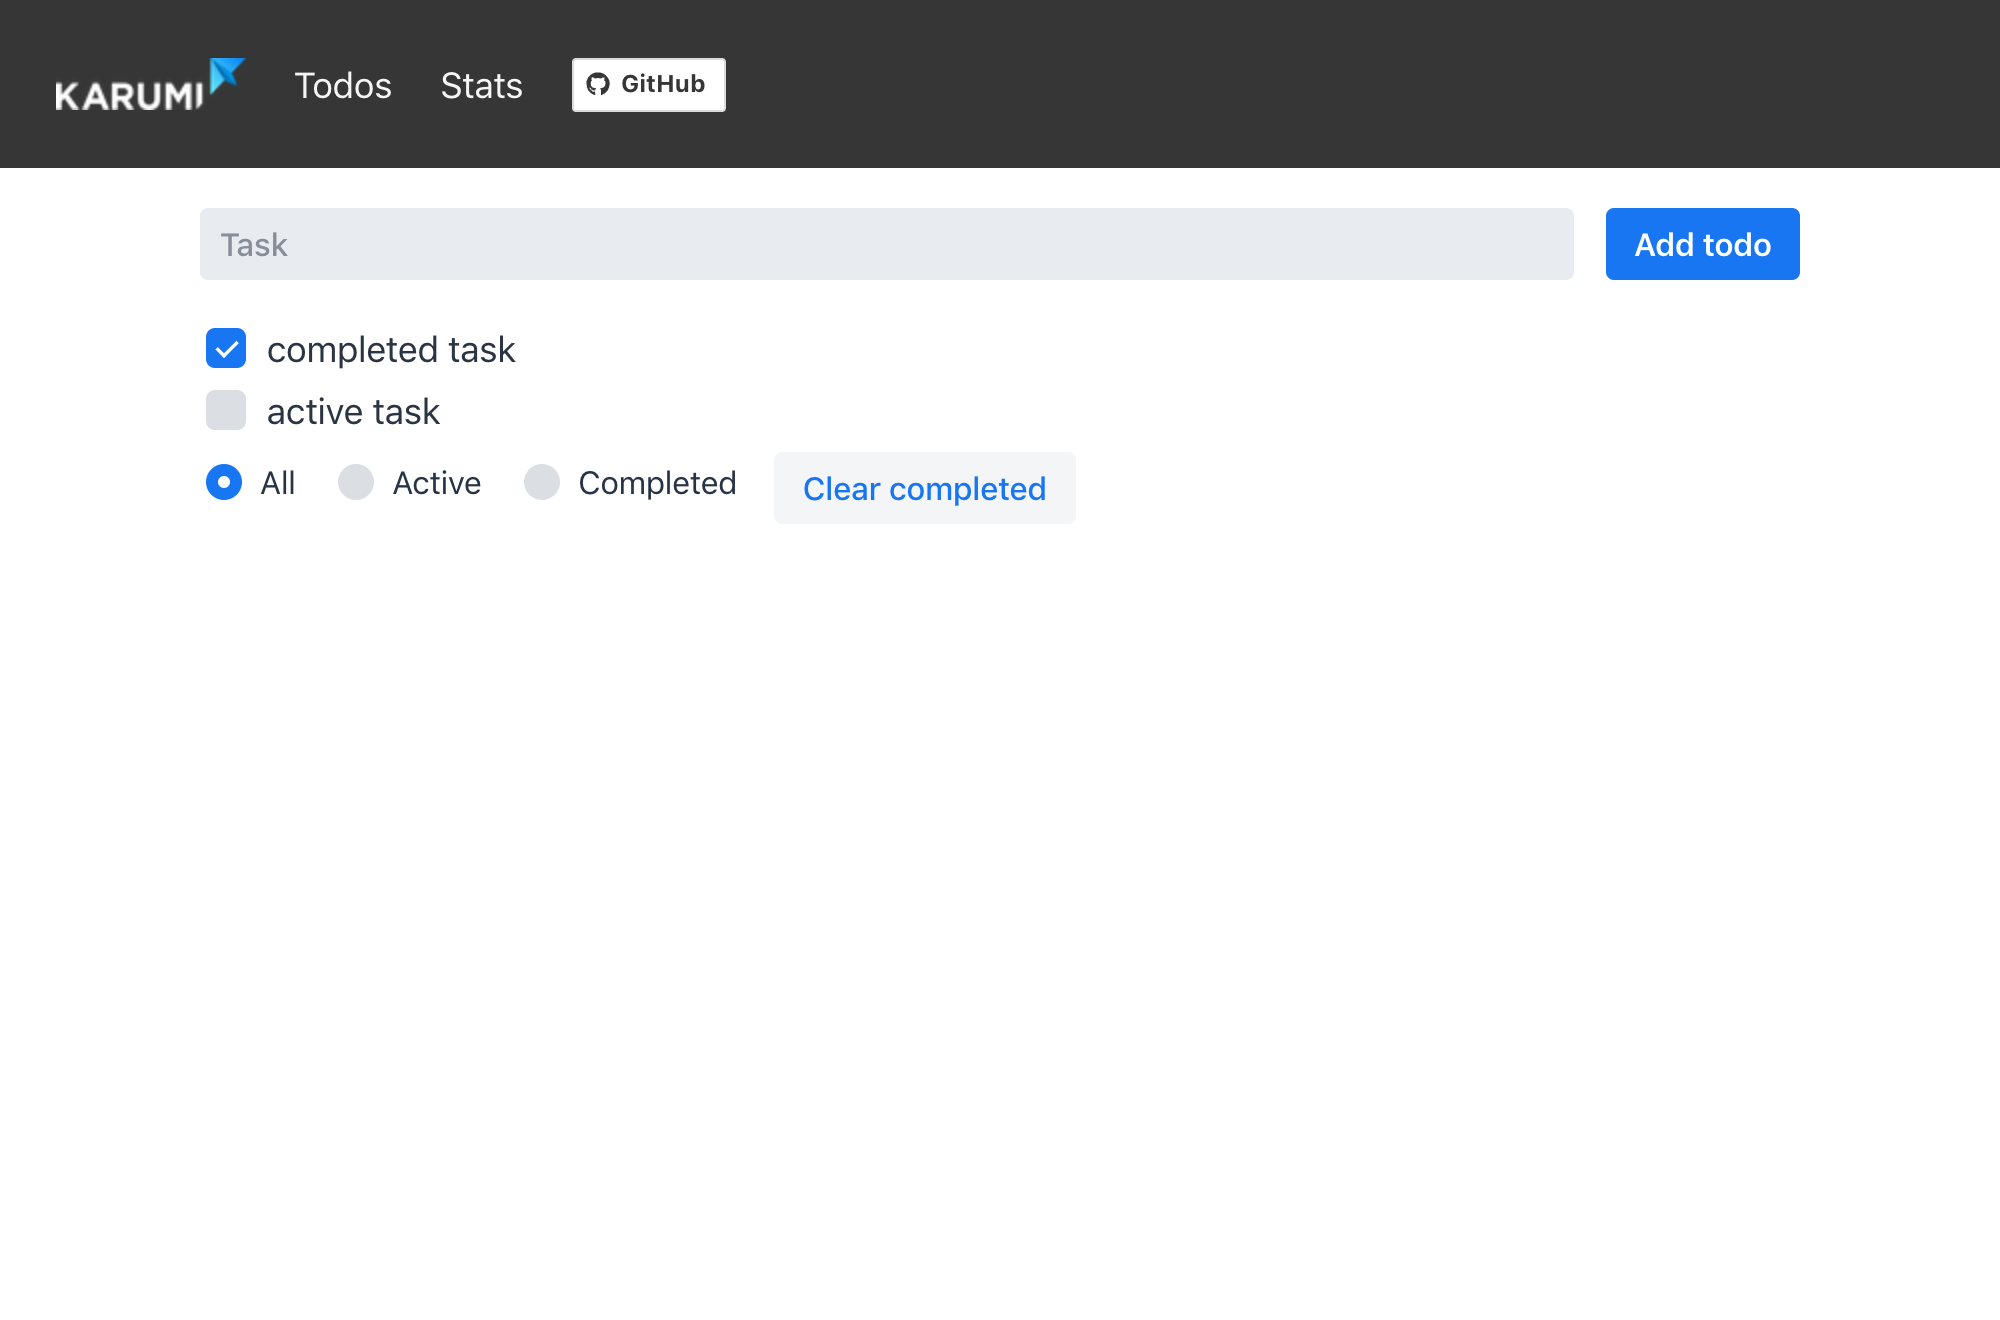 KARUMI Todos Stats GitHub
Task Add todo
completed task
active task
All Active Completed Clear completed